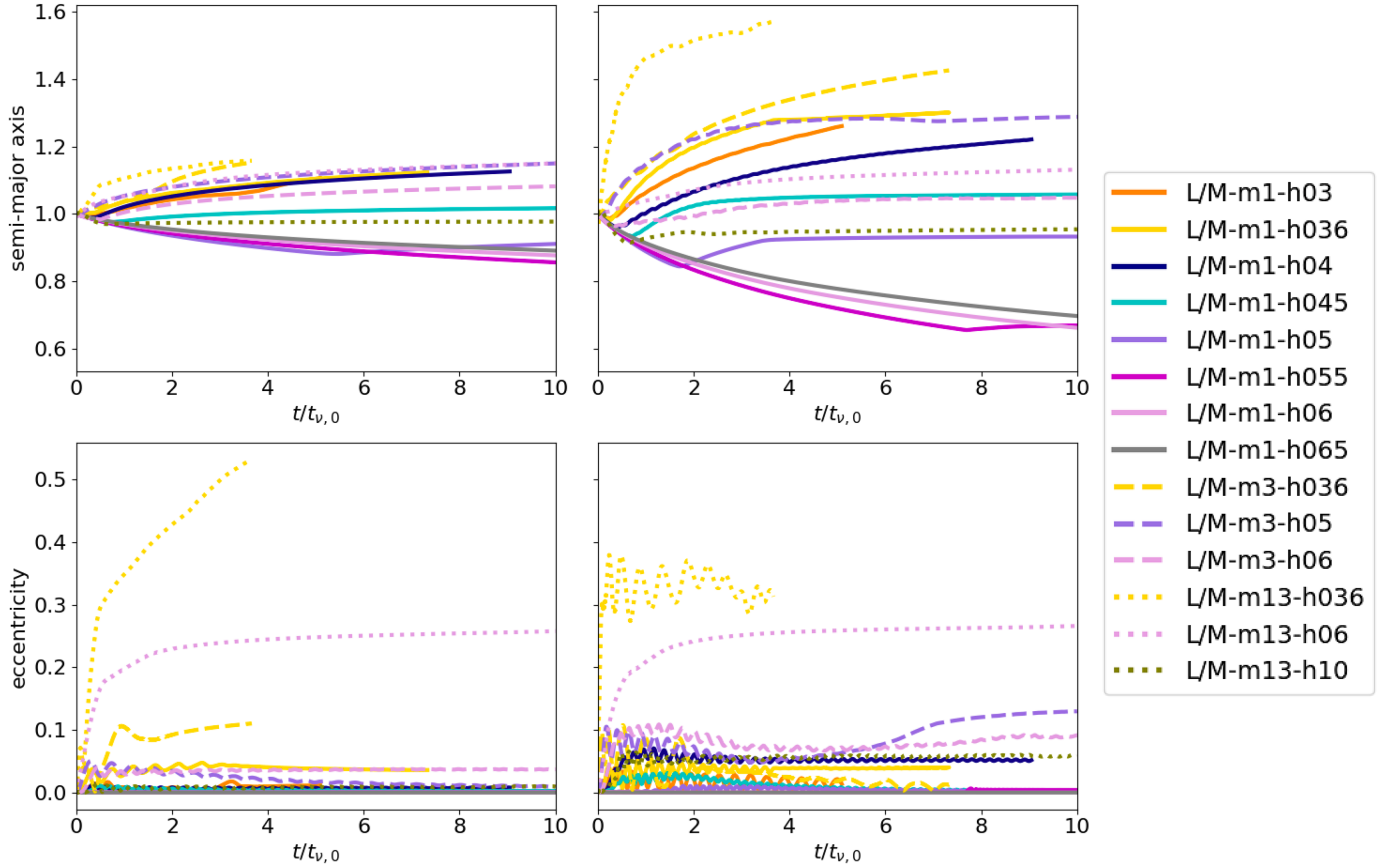 1.6
1.4
1.2
1.0
0.8
0.6
semi-major axis
0 2 4 6 8 10
t/t_{ν,0}
0 2 4 6 8 10
t/t_{ν,0}
0.5
0.4
0.3
0.2
0.1
0.0
eccentricity
0 2 4 6 8 10
t/t_{ν,0}
0 2 4 6 8 10
t/t_{ν,0}
L/M-m1-h03
L/M-m1-h036
L/M-m1-h04
L/M-m1-h045
L/M-m1-h05
L/M-m1-h055
L/M-m1-h06
L/M-m1-h065
L/M-m3-h036
L/M-m3-h05
L/M-m3-h06
L/M-m13-h036
L/M-m13-h06
L/M-m13-h10